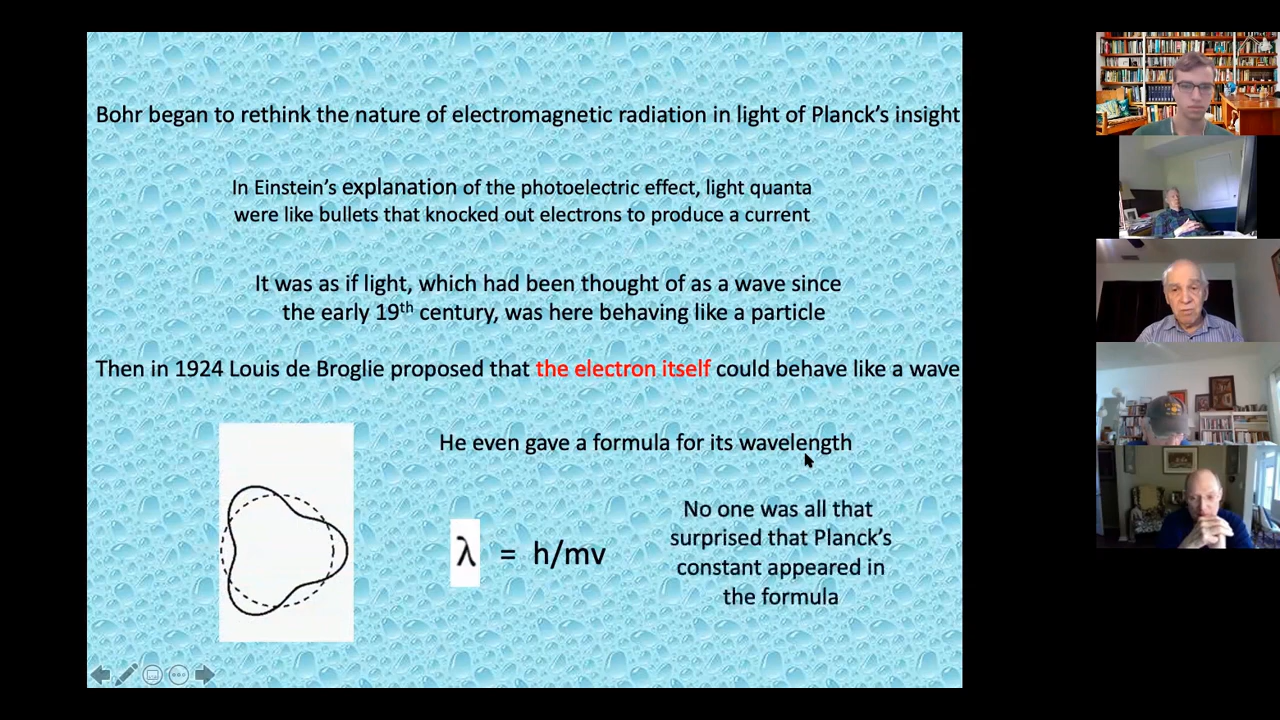 Bohr began to rethink the nature of electromagnetic radiation in light of Planck’s insight
In Einstein’s explanation of the photoelectric effect, light quanta
were like bullets that knocked out electrons to produce a current
It was as if light, which had been thought of as a wave since
the early 19th century, was here behaving like a particle
Then in 1924 Louis de Broglie proposed that the electron itself could behave like a wave
He even gave a formula for its wavelength
λ = h/mv
No one was all that
surprised that Planck’s
constant appeared in
the formula